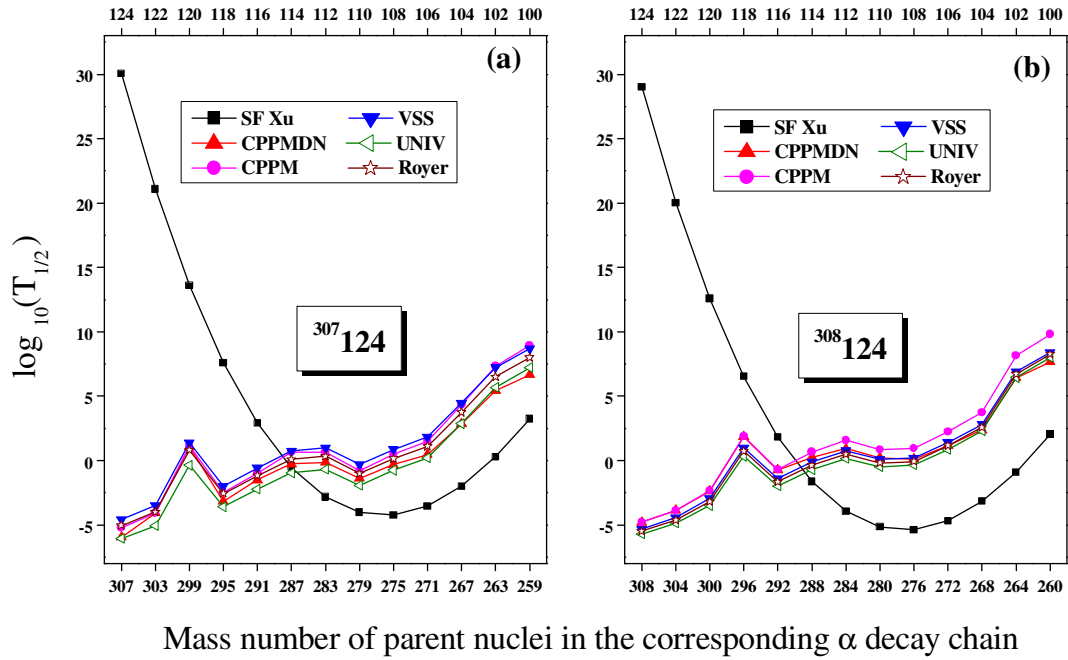 124 122 120 118 116 114 112 110 108 106 104 102 100
124 122 120 118 116 114 112 110 108 106 104 102 100
(a)
(b)
30
25
20
15
10
5
0
-5
log 10(T1/2)
SF Xu
CPPMDN
CPPM
VSS
UNIV
Royer
SF Xu
CPPMDN
CPPM
VSS
UNIV
Royer
307124
308124
30
25
20
15
10
5
0
-5
307 303 299 295 291 287 283 279 275 271 267 263 259
308 304 300 296 292 288 284 280 276 272 268 264 260
Mass number of parent nuclei in the corresponding α decay chain